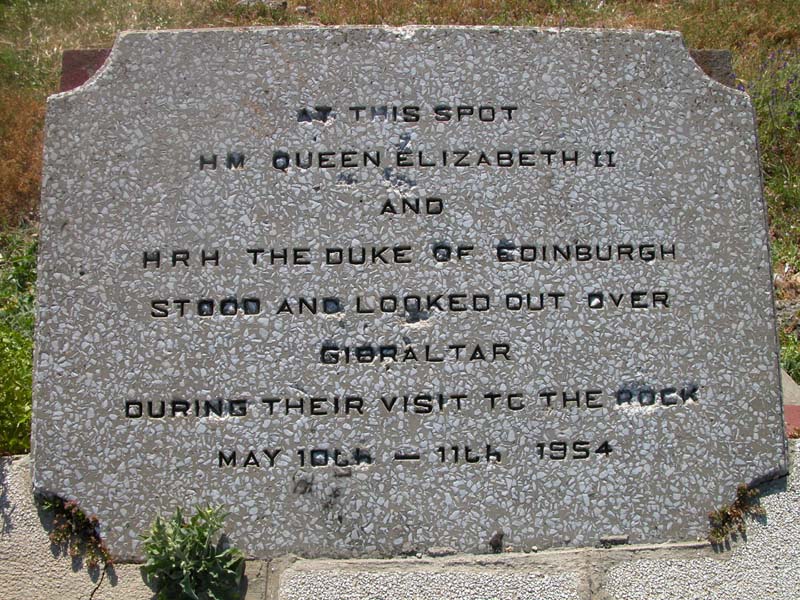 AT THIS SPOT
HM QUEEN ELIZABETH II
AND
HRH THE DUKE OF EDINBURGH
STOOD AND LOOKED OUT OVER
GIBRALTAR
DURING THEIR VISIT TO THE ROCK
MAY 10th — 11th 1954